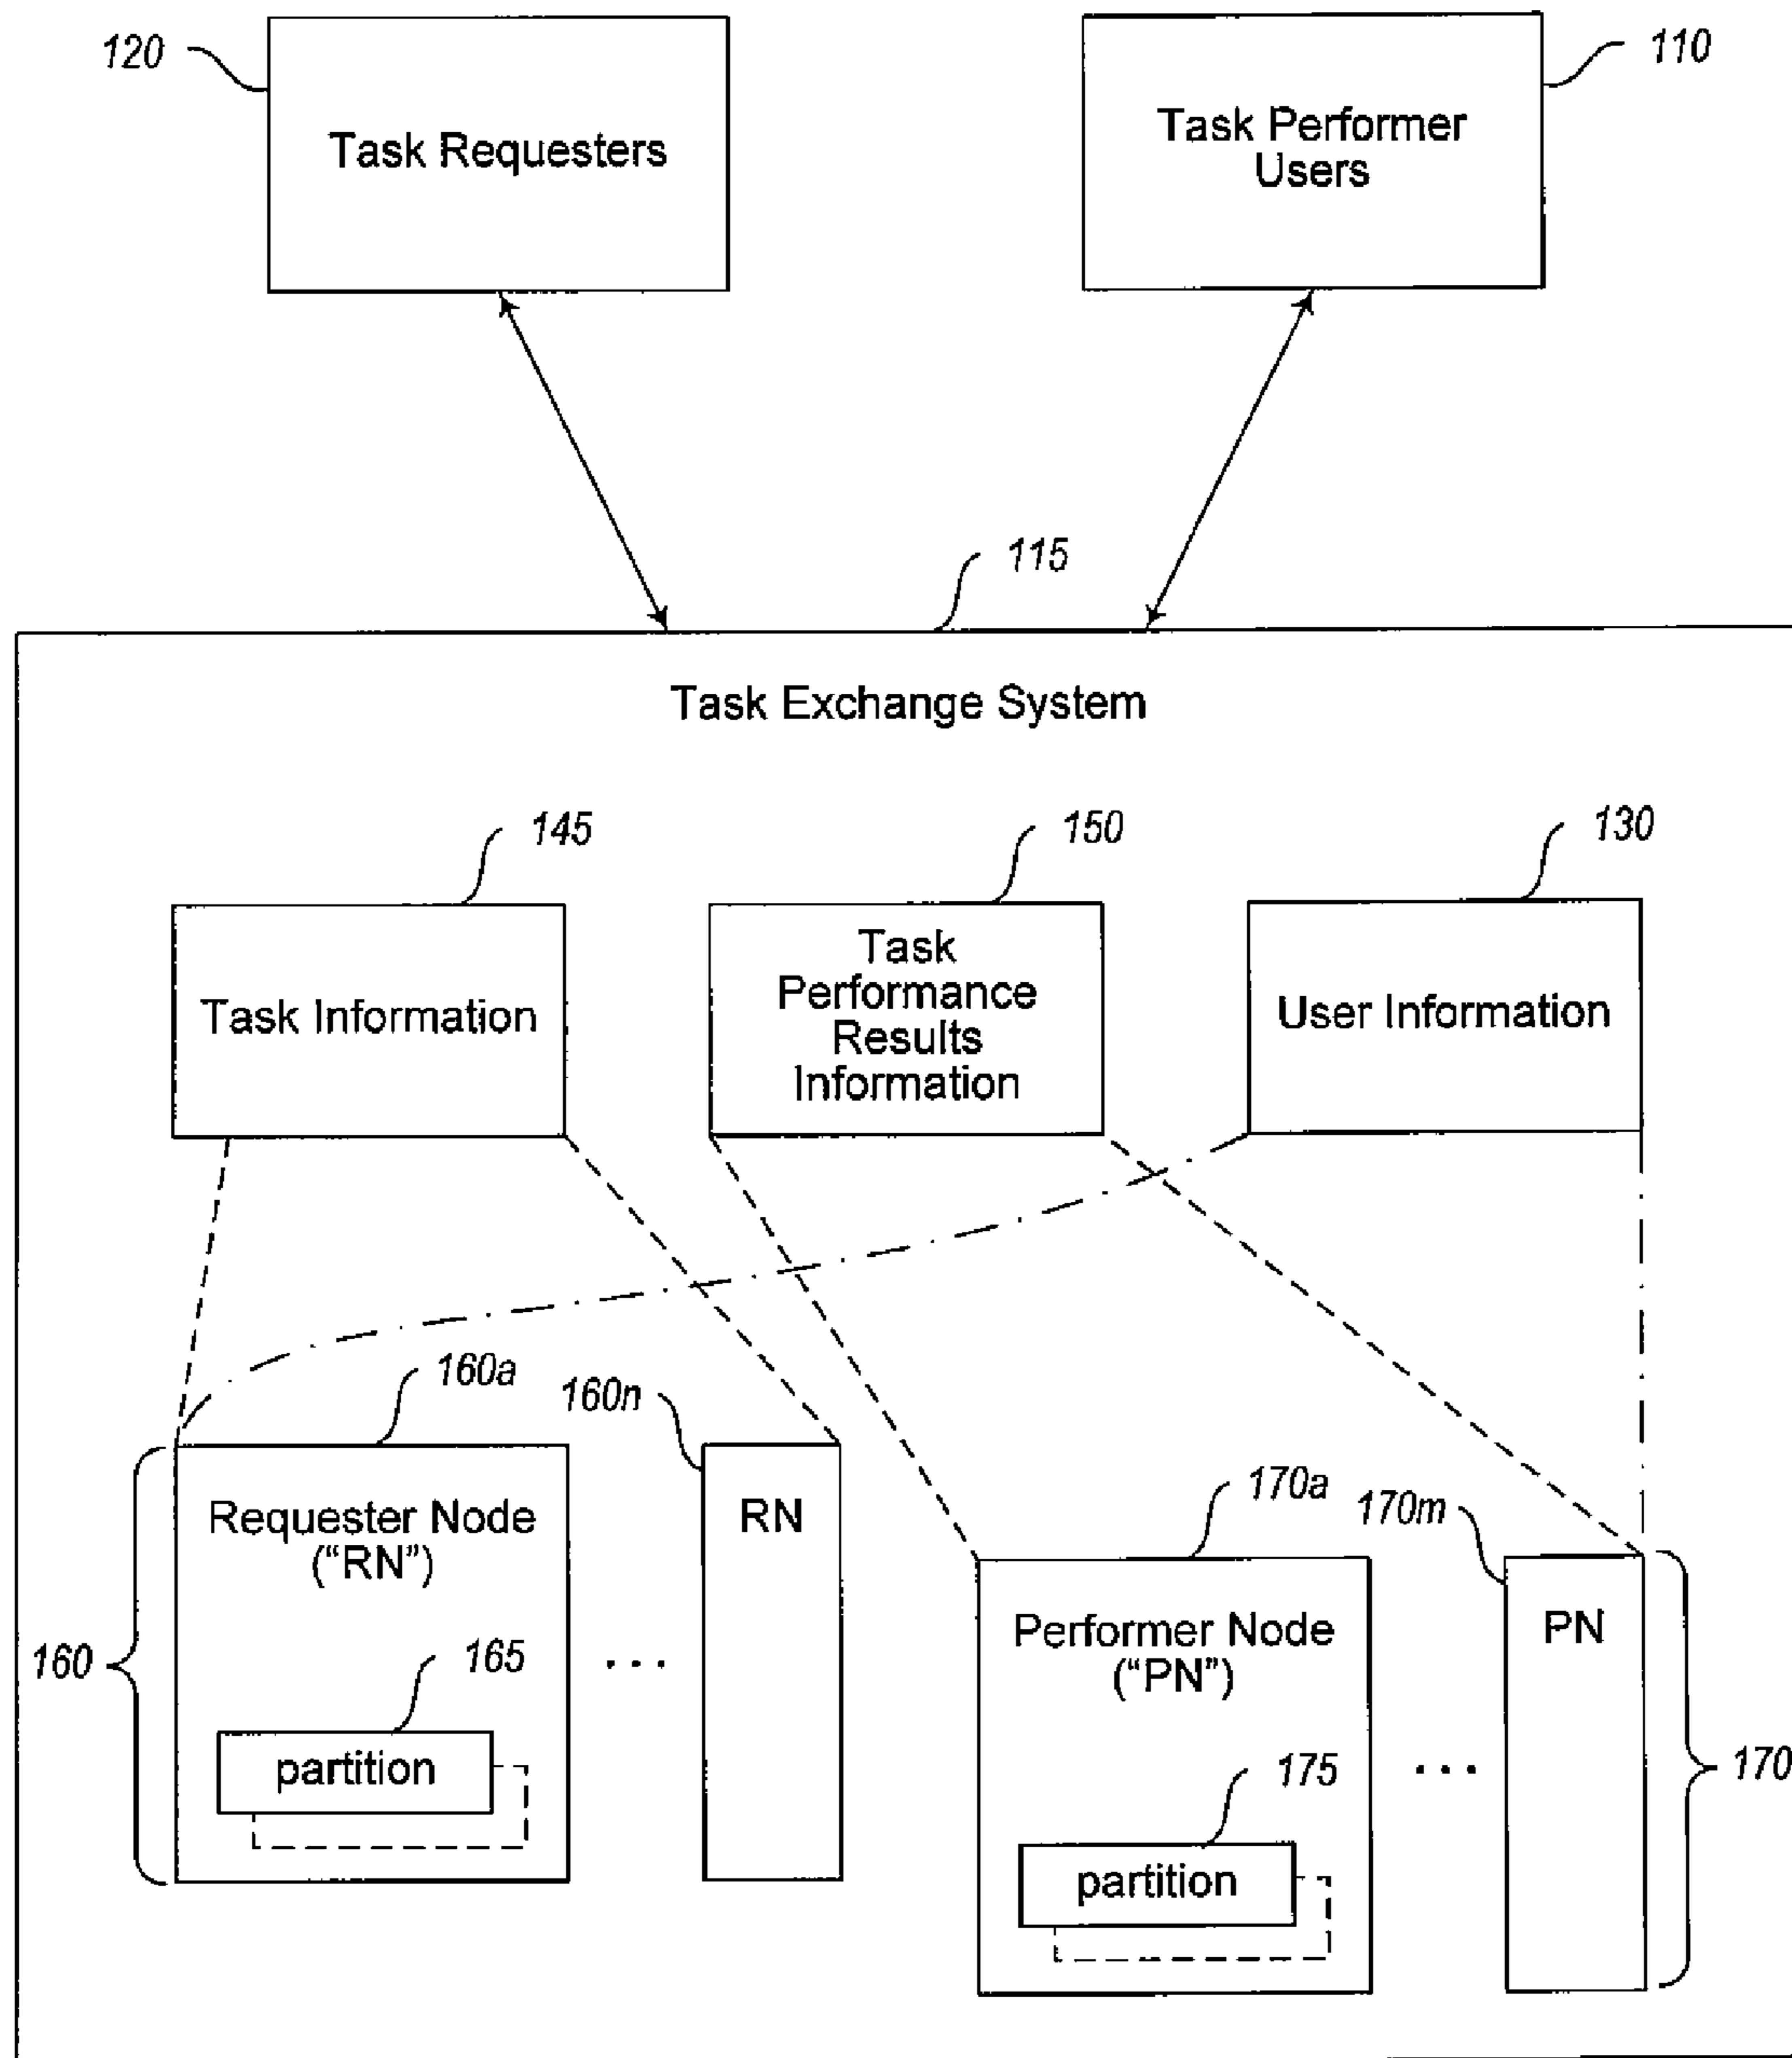 120
110
Task Requesters
Task Performer
Users
115
Task Exchange System
145
150
130
Task Information
Task
Performance
Results
Information
User Information
160a
160n
170a
170m
Requester Node
("RN")
RN
Performer Node
("PN")
PN
160
165
. . .
partition
175
. . .
170
partition